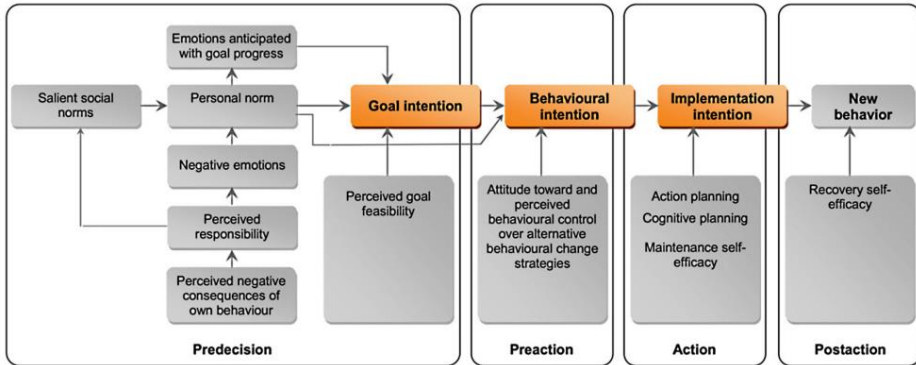 Emotions anticipated
with goal progress
Salient social
norms
Personal norm
Goal intention
Behavioural
intention
Implementation
intention
New
behavior
Negative emotions
Perceived
responsibility
Perceived negative
consequences of
own behaviour
Perceived goal
feasibility
Attitude toward and
perceived
behavioural control
over alternative
behavioural change
strategies
Action planning
Cognitive planning
Maintenance self-
efficacy
Recovery self-
efficacy
Predecision
Preaction
Action
Postaction